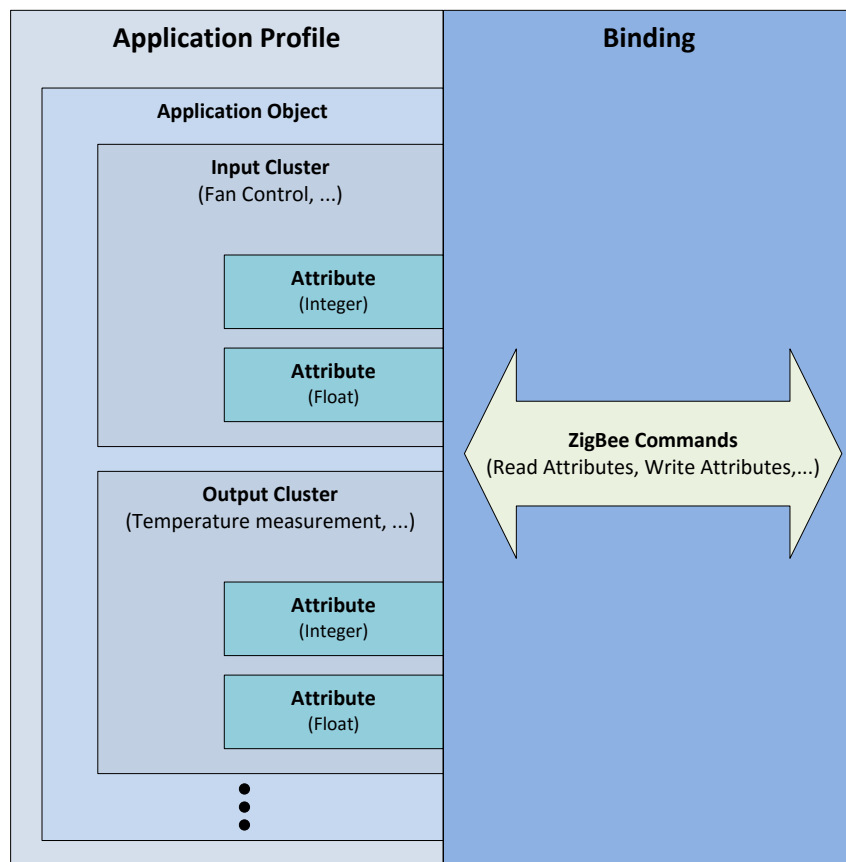 Application Profile
Binding
Application Object
Input Cluster
(Fan Control, ...)
Attribute
(Integer)
Attribute
(Float)
Output Cluster
(Temperature measurement, ...)
Attribute
(Integer)
Attribute
(Float)
ZigBee Commands
(Read Attributes, Write Attributes,...)